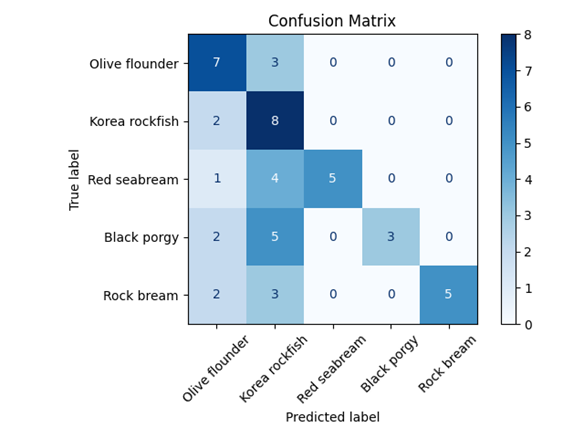 Confusion Matrix
True label
Olive flounder 7 3 0 0 0
Korea rockfish 2 8 0 0 0
Red seabream 1 4 5 0 0
Black porgy 2 5 0 3 0
Rock bream 2 3 0 0 5
Olive flounder Korea rockfish Red seabream Black porgy Rock bream
Predicted label
8
7
6
5
4
3
2
1
0